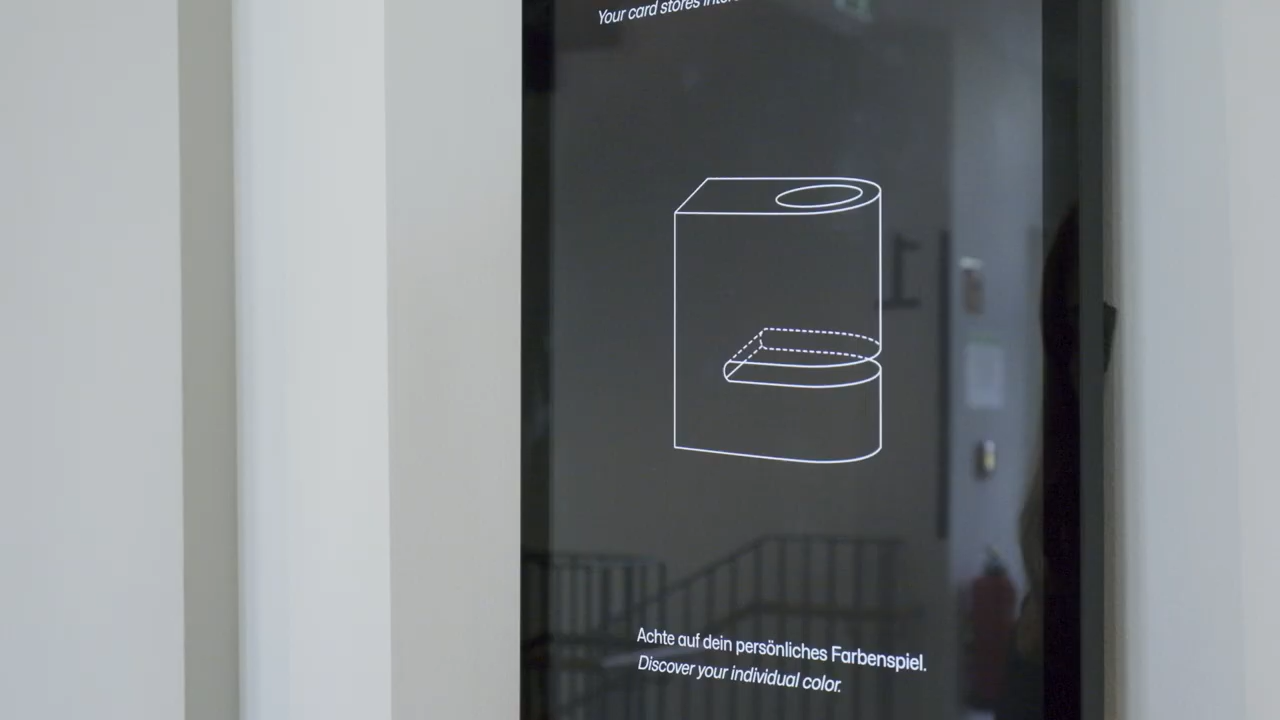 Your card stores
Achte auf dein persönliches Farbenspiel.
Discover your individual color.